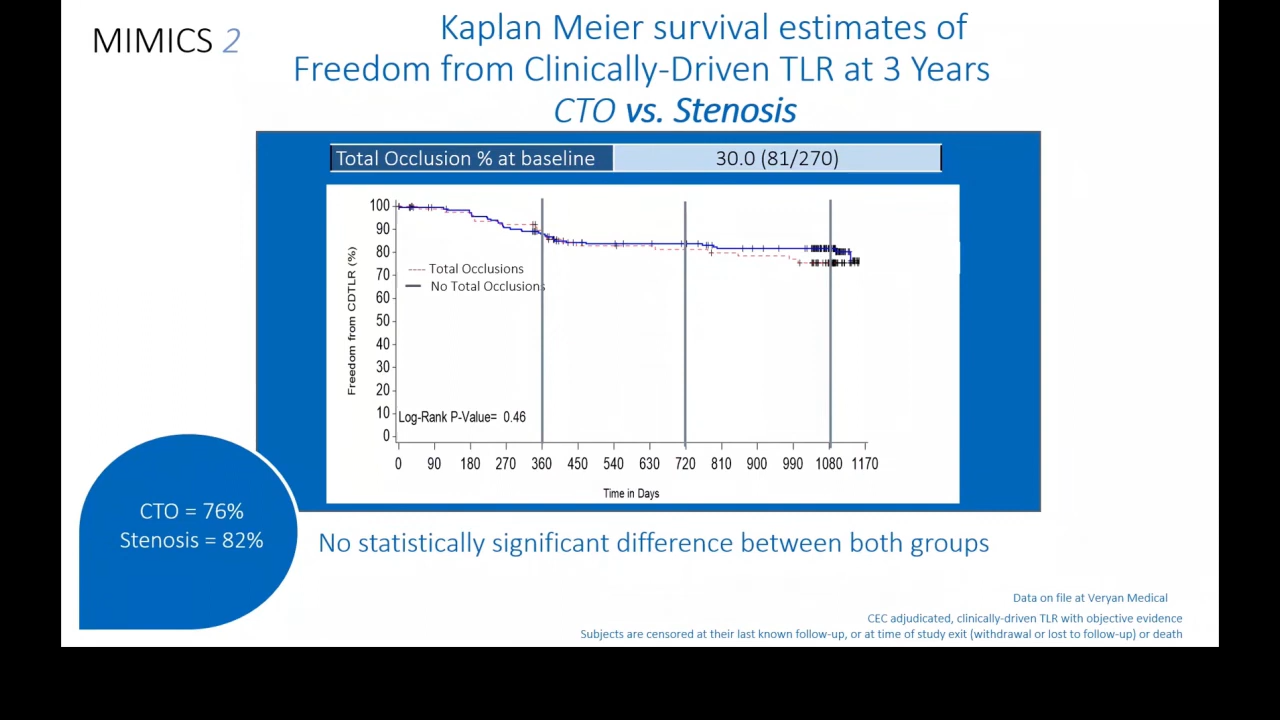 MIMICS 2
Kaplan Meier survival estimates of
Freedom from Clinically-Driven TLR at 3 Years
CTO vs. Stenosis
Total Occlusion % at baseline 30.0 (81/270)
Freedom from CDTLR (%)
100
90
80
70
60
50
40
30
20
10
0
Total Occlusions
No Total Occlusions
Log-Rank P-Value= 0.46
0 90 180 270 360 450 540 630 720 810 900 990 1080 1170
Time in Days
CTO = 76%
Stenosis = 82%
No statistically significant difference between both groups
Data on file at Veryan Medical
CEC adjudicated, clinically-driven TLR with objective evidence
Subjects are censored at their last known follow-up, or at time of study exit (withdrawal or lost to follow-up) or death